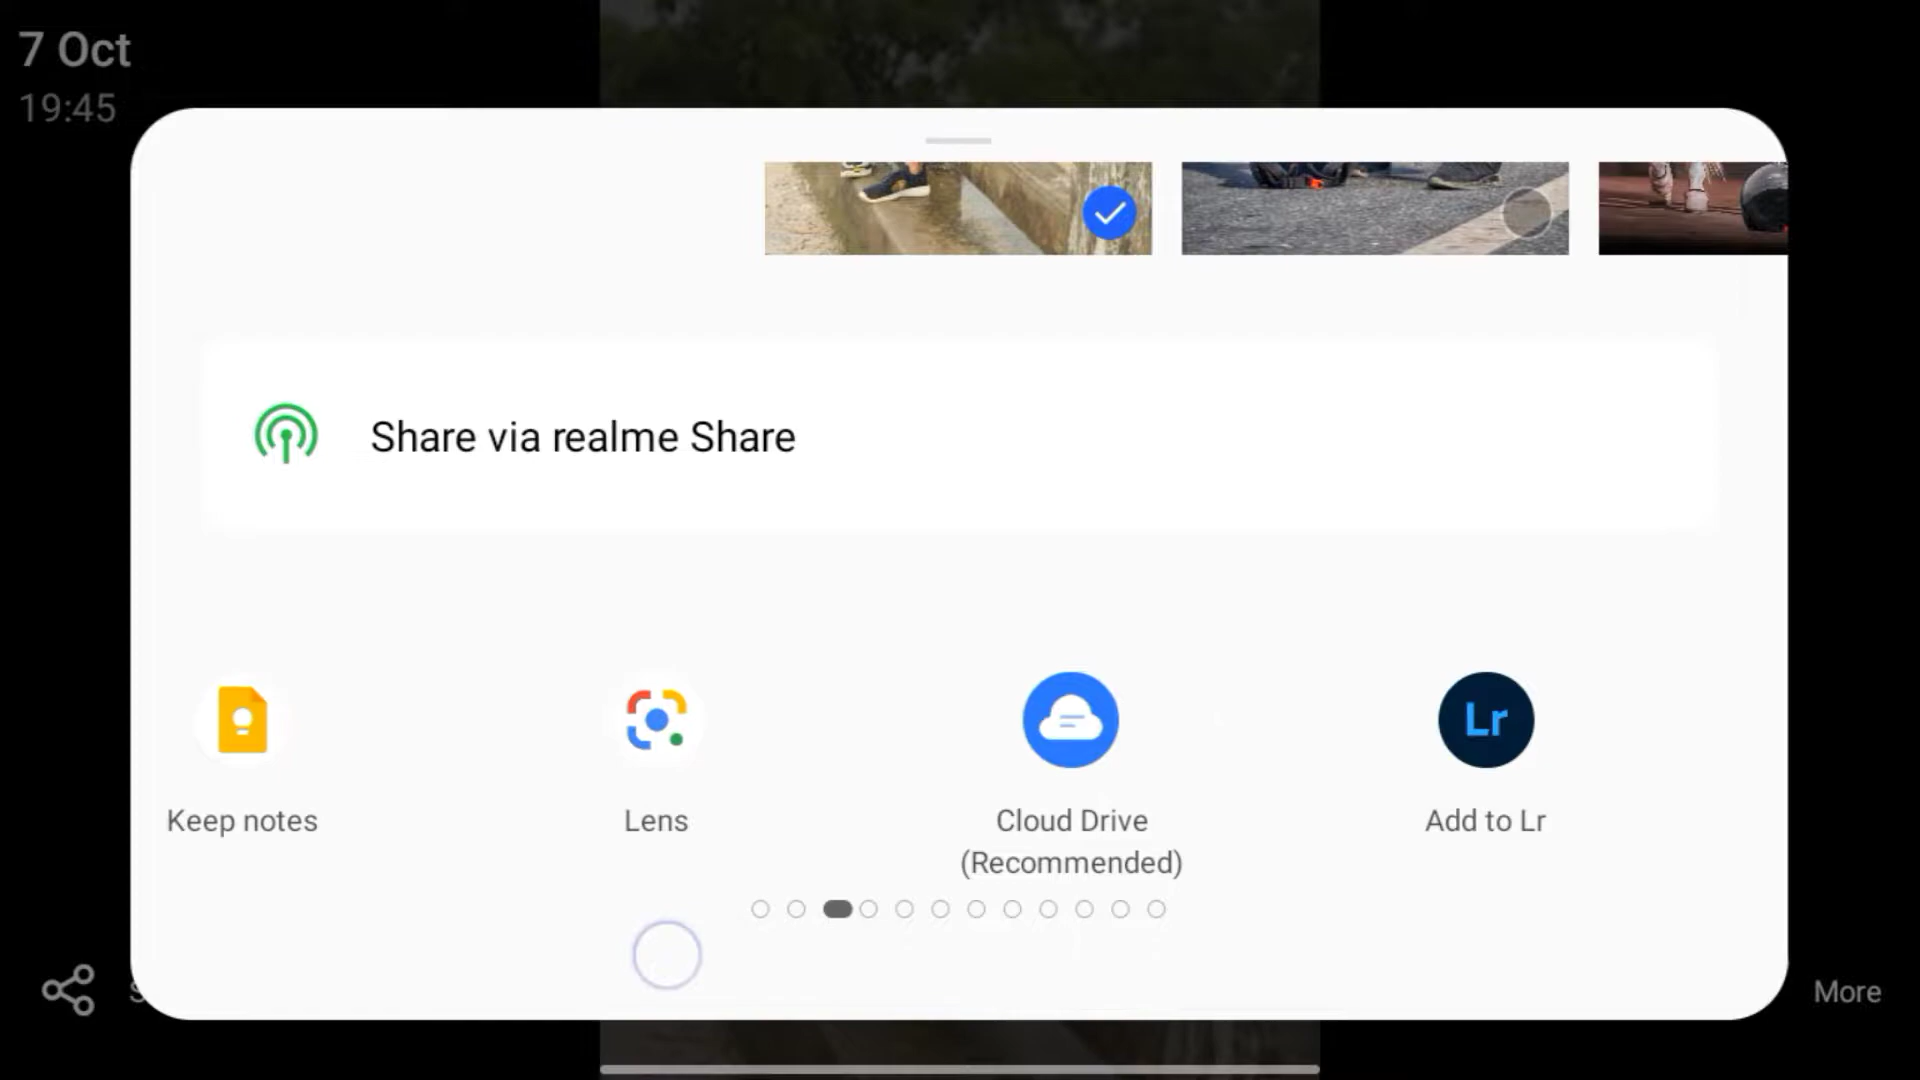 7 Oct
19:45
Share via realme Share
Keep notes
Lens
Cloud Drive
(Recommended)
Lr
Add to Lr
More